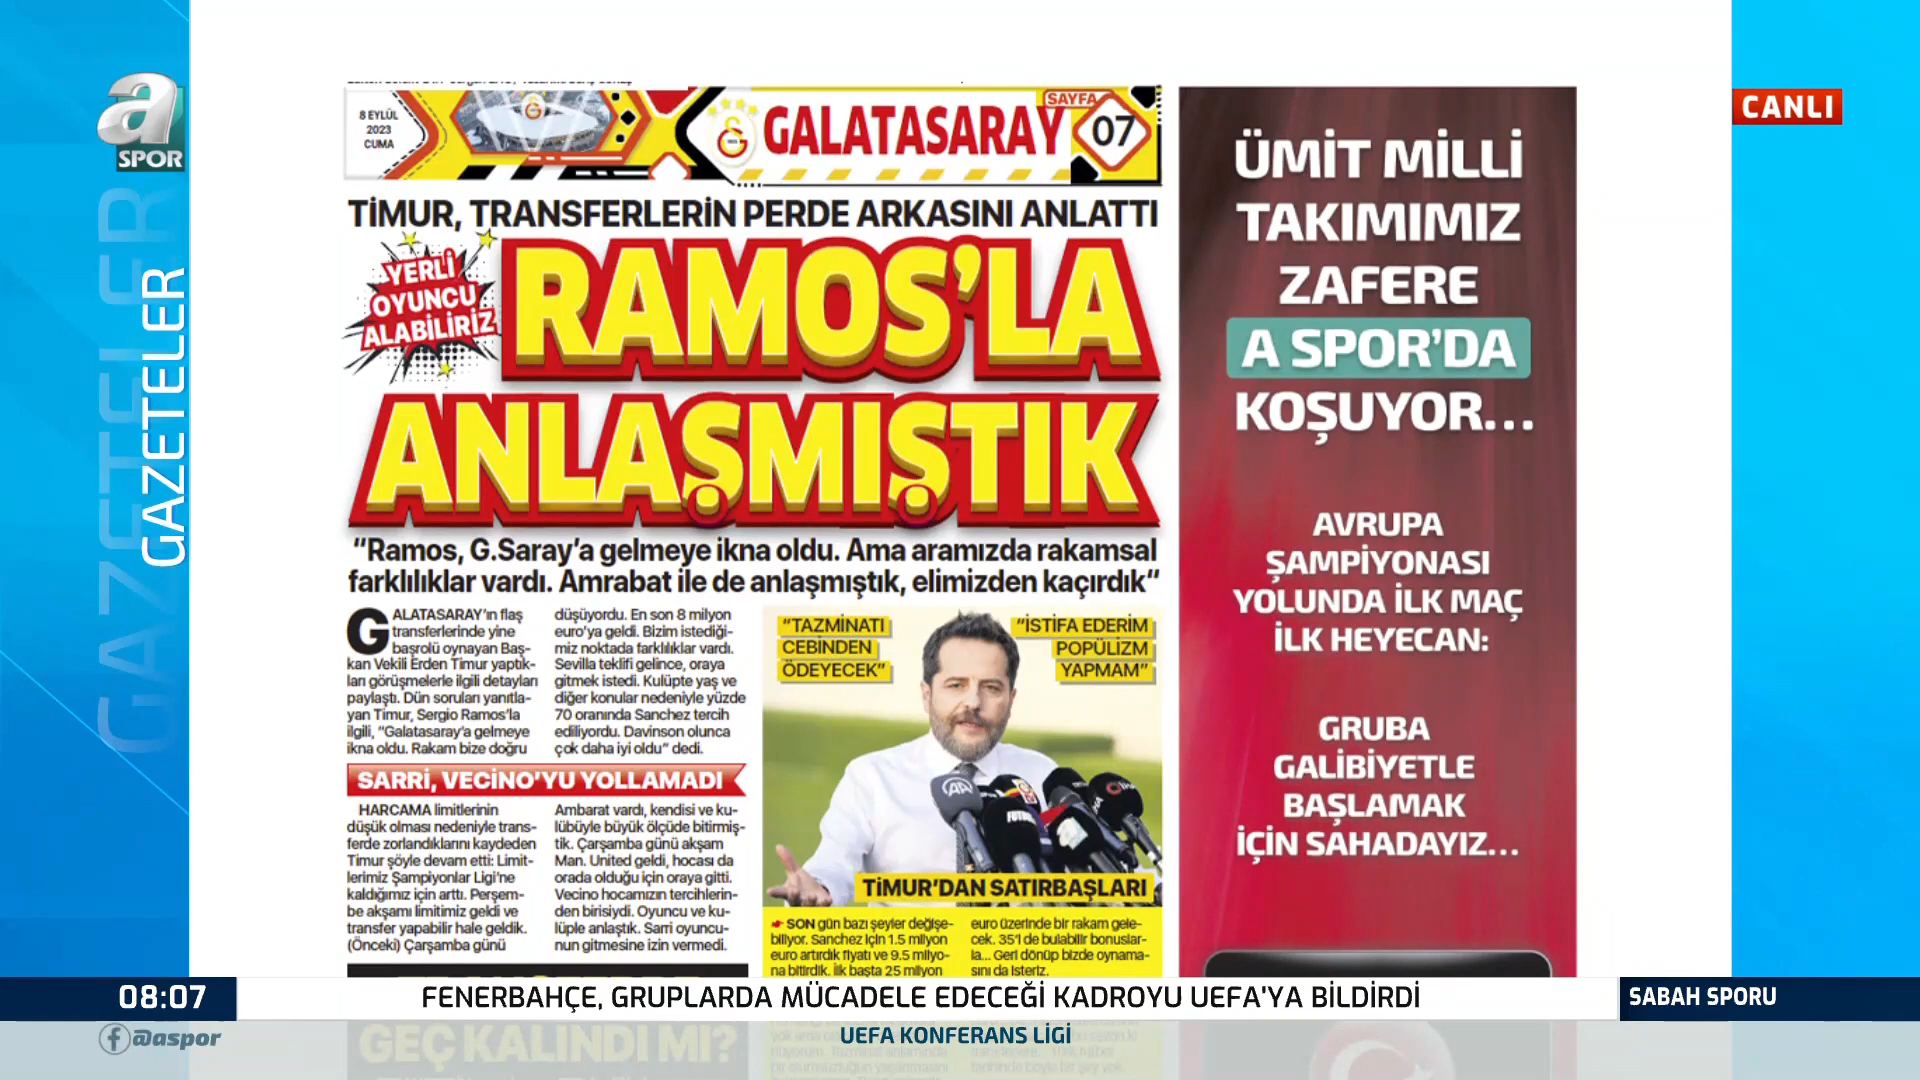 a
SPOR
GAZETELER
GAZETELER
CANLI
8 EYLÜL
2023
CUMA
GALATASARAY
SAYFA
07
TİMUR, TRANSFERLERİN PERDE ARKASINI ANLATTI
YERLİ
OYUNCU
ALABİLİRİZ
RAMOS'LA
ANLAŞMIŞTIK
“Ramos, G.Saray’a gelmeye ikna oldu. Ama aramızda rakamsal
farklılıklar vardı. Amrabat ile de anlaşmıştık, elimizden kaçırdık“
GALATASARAY’ın flaş
transferlerinde yine
başrolü oynayan Baş-
kan Vekili Erden Timur yaptık-
ları görüşmelerle ilgili detayları
paylaştı. Dün soruları yanıtla-
yan Timur, Sergio Ramos’la
ilgili, “Galatasaray’a gelmeye
ikna oldu. Rakam bize doğru
düşüyordu. En son 8 milyon
euro’ya geldi. Bizim istediği-
miz noktada farklılıklar vardı.
Sevilla teklifi gelince, oraya
gitmek istedi. Kulüpte yaş ve
diğer konular nedeniyle yüzde
70 oranında Sanchez tercih
ediliyordu. Davinson olunca
çok daha iyi oldu” dedi.
SARRİ, VECİNO’YU YOLLAMADI
HARCAMA limitlerinin
düşük olması nedeniyle trans-
ferde zorlandıklarını kaydeden
Timur şöyle devam etti: Limit-
lerimiz Şampiyonlar Ligi’ne
kaldığımız için arttı. Perşem-
be akşamı limitimiz geldi ve
transfer yapabilir hale geldik.
(Önceki) Çarşamba günü
Ambarat vardı, kendisi ve ku-
lübüyle büyük ölçüde bitirmiş-
tik. Çarşamba günü akşam
Man. United geldi, hocası da
orada olduğu için oraya gitti.
Vecino hocamızın tercihlerin-
den birisiydi. Oyuncu ve ku-
lüple anlaştık. Sarri oyuncu-
nun gitmesine izin vermedi.
“TAZMİNATI
CEBİNDEN
ÖDEYECEK”
“İSTİFA EDERİM
POPÜLİZM
YAPMAM”
AA
FUTBOL
TİMUR’DAN SATIRBAŞLARI
SON gün bazı şeyler değişe-
biliyor. Sanchez için 1.5 milyon
euro artırdık fiyatı ve 9.5 milyo-
na bitirdik. İlk başta 25 milyon
euro üzerinde bir rakam gele-
cek. 35’i de bulabilir bonuslar-
la... Geri dönüp bizde oynama-
sını da isteriz.
ÜMİT MİLLİ
TAKIMIMIZ
ZAFERE
A SPOR’DA
KOŞUYOR...
AVRUPA
ŞAMPİYONASI
YOLUNDA İLK MAÇ
İLK HEYECAN:
GRUBA
GALİBİYETLE
BAŞLAMAK
İÇİN SAHADAYIZ...
08:07
FENERBAHÇE, GRUPLARDA MÜCADELE EDECEĞİ KADROYU UEFA'YA BİLDİRDİ
SABAH SPORU
@aspor
UEFA KONFERANS LİGİ
GEÇ KALINDI MI?